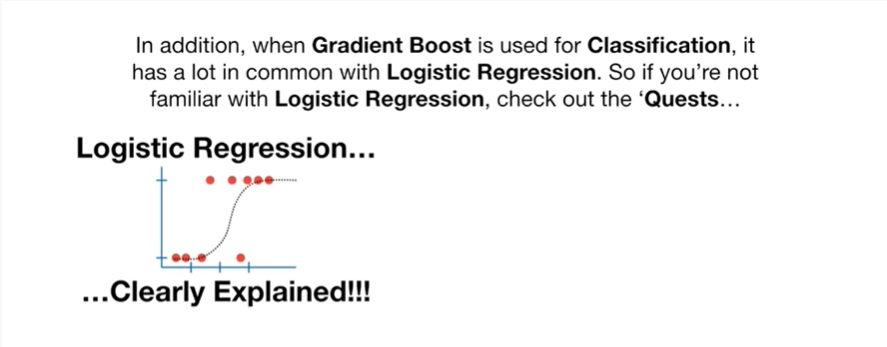 In addition, when Gradient Boost is used for Classification, it
has a lot in common with Logistic Regression. So if you’re not
familiar with Logistic Regression, check out the ‘Quests…
Logistic Regression…
…Clearly Explained!!!